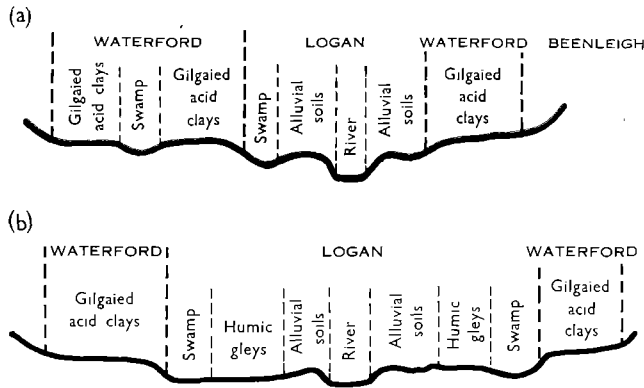 (a)
WATERFORD
LOGAN
WATERFORD
BEENLEIGH
Gilgaied
acid clays
Swamp
Gilgaied
acid
clays
Swamp
Alluvial
soils
River
Alluvial
soils
Gilgaied
acid
clays
(b)
WATERFORD
LOGAN
WATERFORD
Gilgaied
acid clays
Swamp
Humic
gleys
Alluvial
soils
River
Alluvial
soils
Humic
gleys
Swamp
Gilgaied
acid
clays